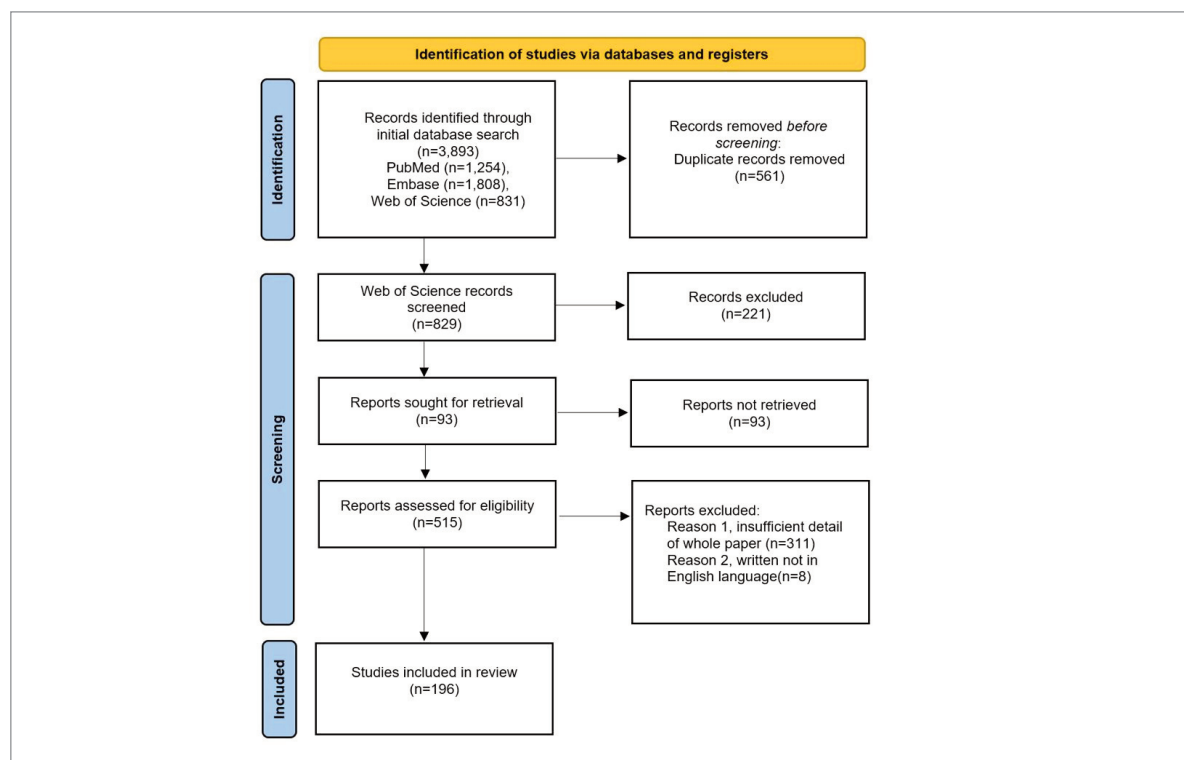 Identification of studies via databases and registers
Identification
Records identified through
initial database search
(n=3,893)
PubMed (n=1,254),
Embase (n=1,808),
Web of Science (n=831)
Records removed before
screening:
Duplicate records removed
(n=561)
Screening
Web of Science records
screened
(n=829)
Records excluded
(n=221)
Reports sought for retrieval
(n=93)
Reports not retrieved
(n=93)
Reports assessed for eligibility
(n=515)
Reports excluded:
Reason 1, insufficient detail
of whole paper (n=311)
Reason 2, written not in
English language(n=8)
Included
Studies included in review
(n=196)